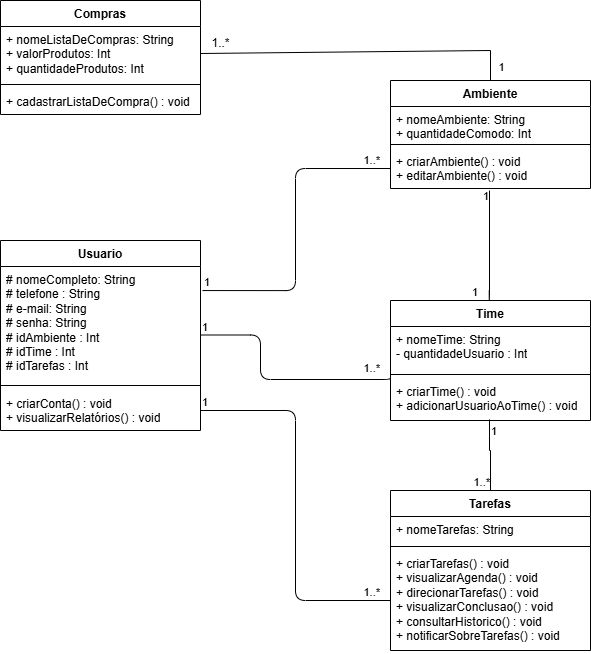 Compras
+ nomeListaDeCompras: String
+ valorProdutos: Int
+ quantidadeProdutos: Int
+ cadastrarListaDeCompra() : void
1..*
1
Ambiente
+ nomeAmbiente: String
+ quantidadeComodo: Int
+ criarAmbiente() : void
+ editarAmbiente() : void
1..*
1
Usuario
# nomeCompleto: String
# telefone : String
# e-mail: String
# senha: String
# idAmbiente : Int
# idTime : Int
# idTarefas : Int
+ criarConta() : void
+ visualizarRelatórios() : void
1
1
1
1
Time
+ nomeTime: String
- quantidadeUsuario : Int
+ criarTime() : void
+ adicionarUsuarioAoTime() : void
1..*
1
1..*
Tarefas
+ nomeTarefas: String
+ criarTarefas() : void
+ visualizarAgenda() : void
+ direcionarTarefas() : void
+ visualizarConclusao() : void
+ consultarHistorico() : void
+ notificarSobreTarefas() : void
1..*